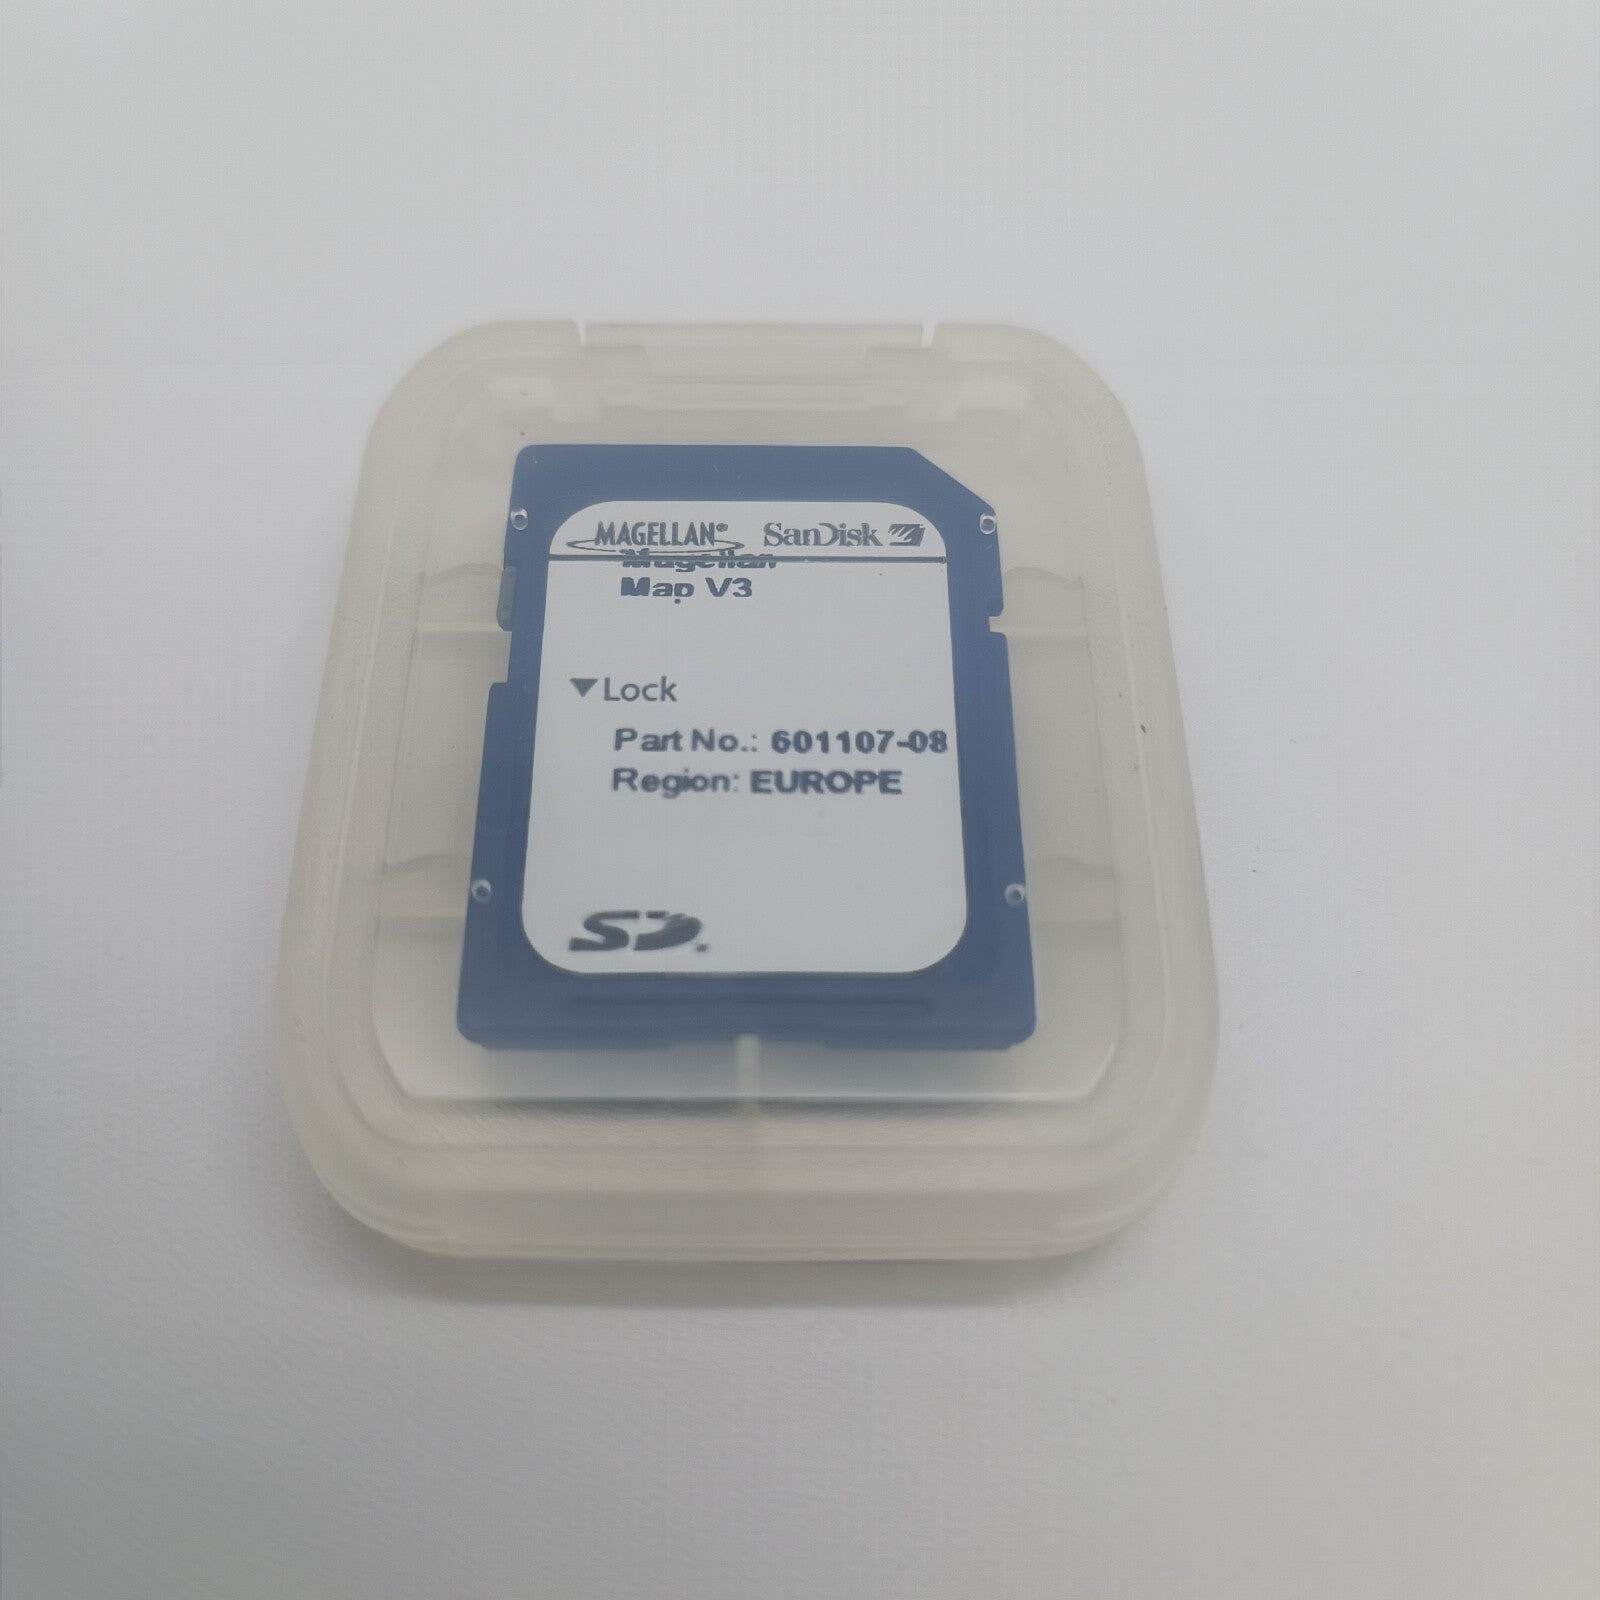 MAGELLAN® SanDisk
Magellan
Map V3
Lock
Part No.: 601107-08
Region: EUROPE
SD